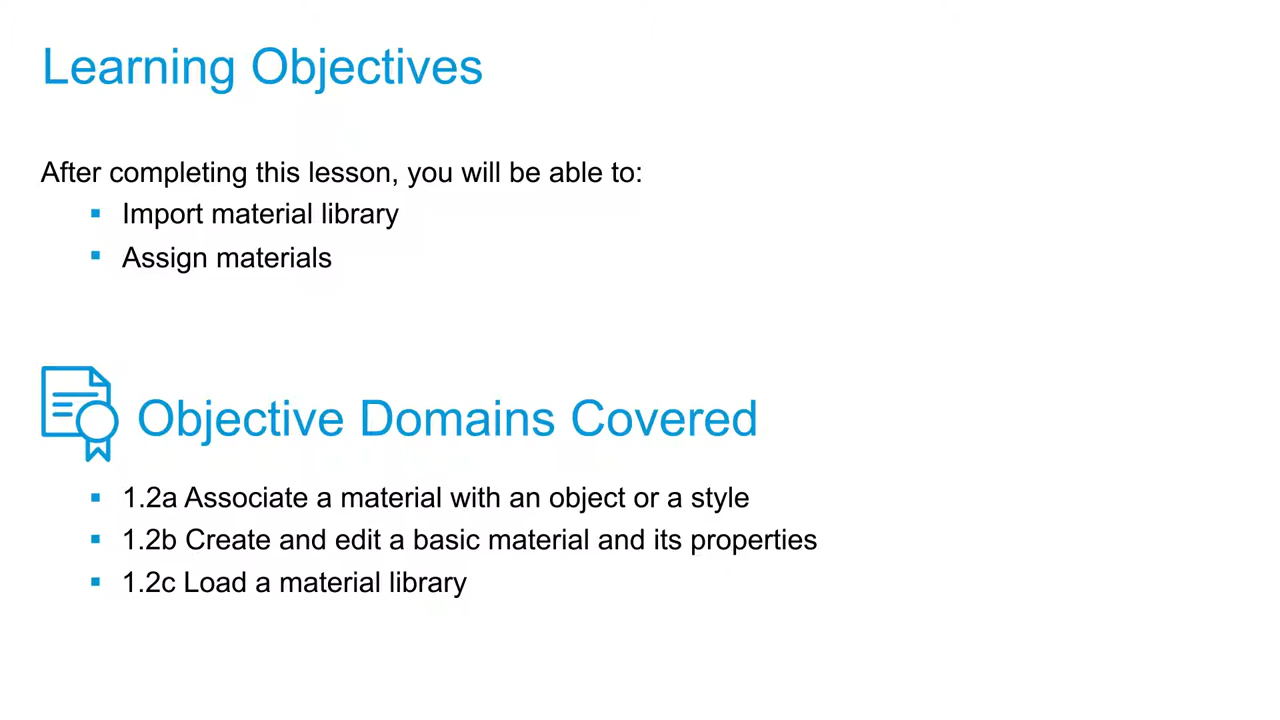 Learning Objectives
After completing this lesson, you will be able to:
Import material library
Assign materials
Objective Domains Covered
1.2a Associate a material with an object or a style
1.2b Create and edit a basic material and its properties
1.2c Load a material library